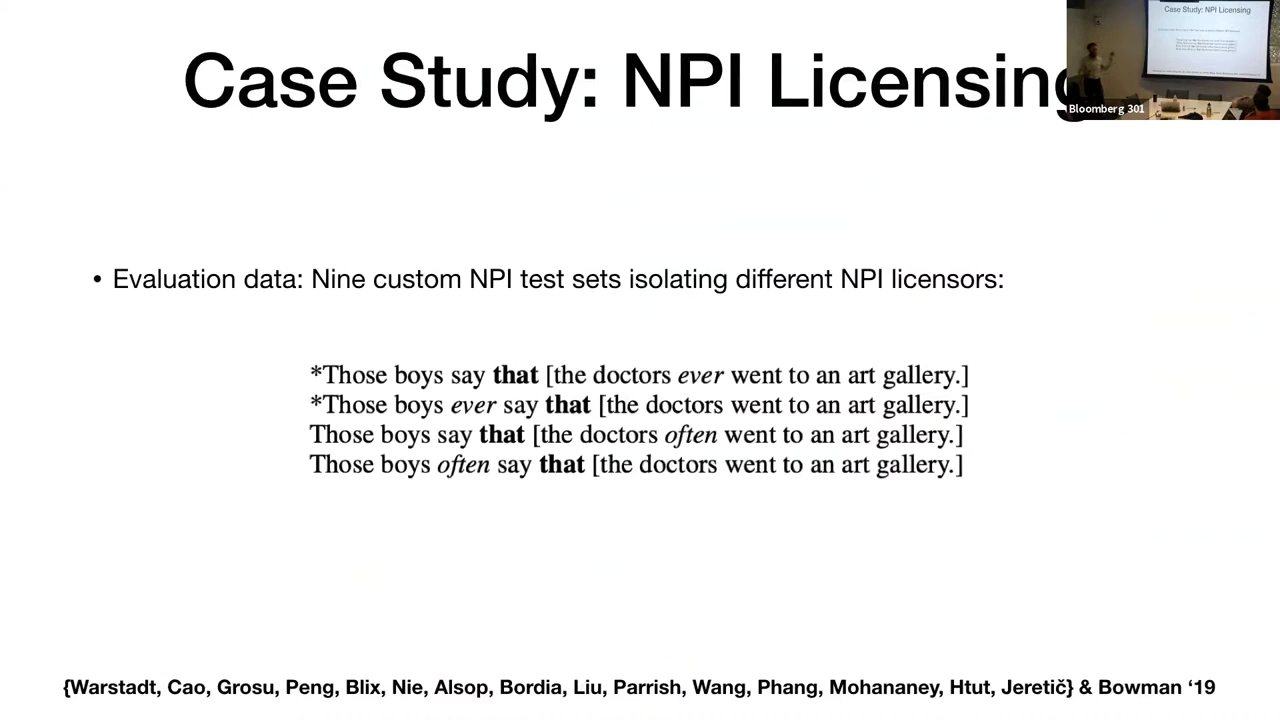 Case Study: NPI Licensing
Case Study: NPI Licensing
Bloomberg 301
• Evaluation data: Nine custom NPI test sets isolating different NPI licensors:
*Those boys say that [the doctors ever went to an art gallery.]
*Those boys ever say that [the doctors went to an art gallery.]
Those boys say that [the doctors often went to an art gallery.]
Those boys often say that [the doctors went to an art gallery.]
{Warstadt, Cao, Grosu, Peng, Blix, Nie, Alsop, Bordia, Liu, Parrish, Wang, Phang, Mohananey, Htut, Jeretič} & Bowman ‘19